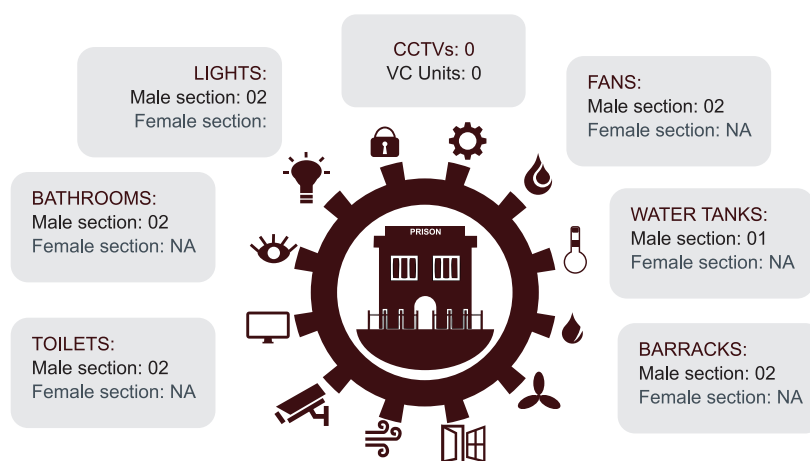 CCTVs: 0
VC Units: 0
LIGHTS:
Male section: 02
Female section:
FANS:
Male section: 02
Female section: NA
BATHROOMS:
Male section: 02
Female section: NA
WATER TANKS:
Male section: 01
Female section: NA
PRISON
TOILETS:
Male section: 02
Female section: NA
BARRACKS:
Male section: 02
Female section: NA